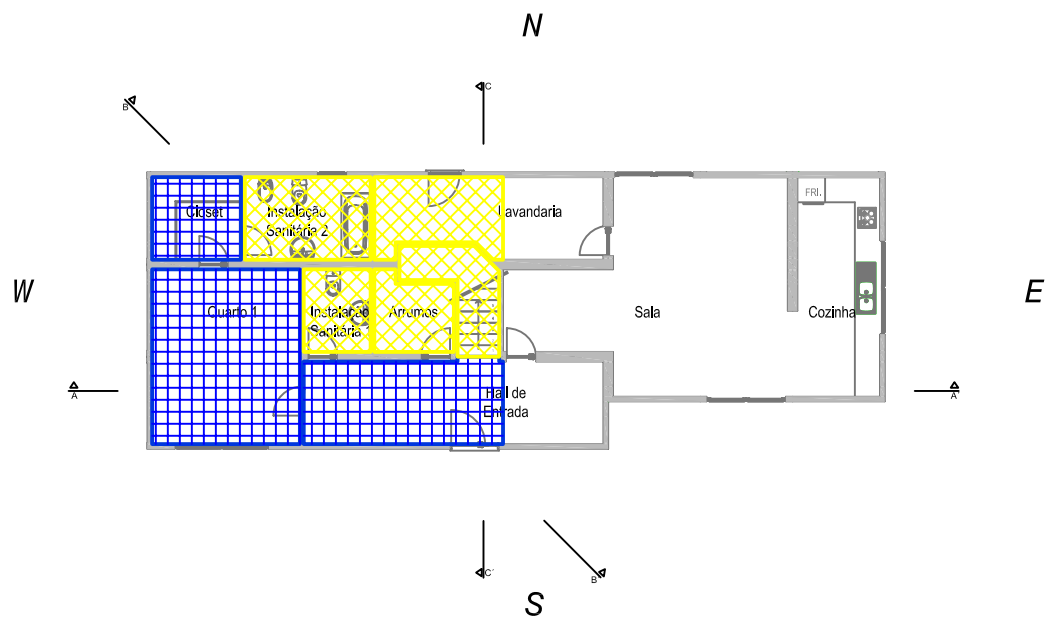 N
C
B
FRI.
Closet
Instalação
Sanitária 2
Lavandaria
W
E
Quarto 1
Instalação
Sanitária
Arrumos
Sala
Cozinha
A
Hall de
Entrada
A
C'
B'
S